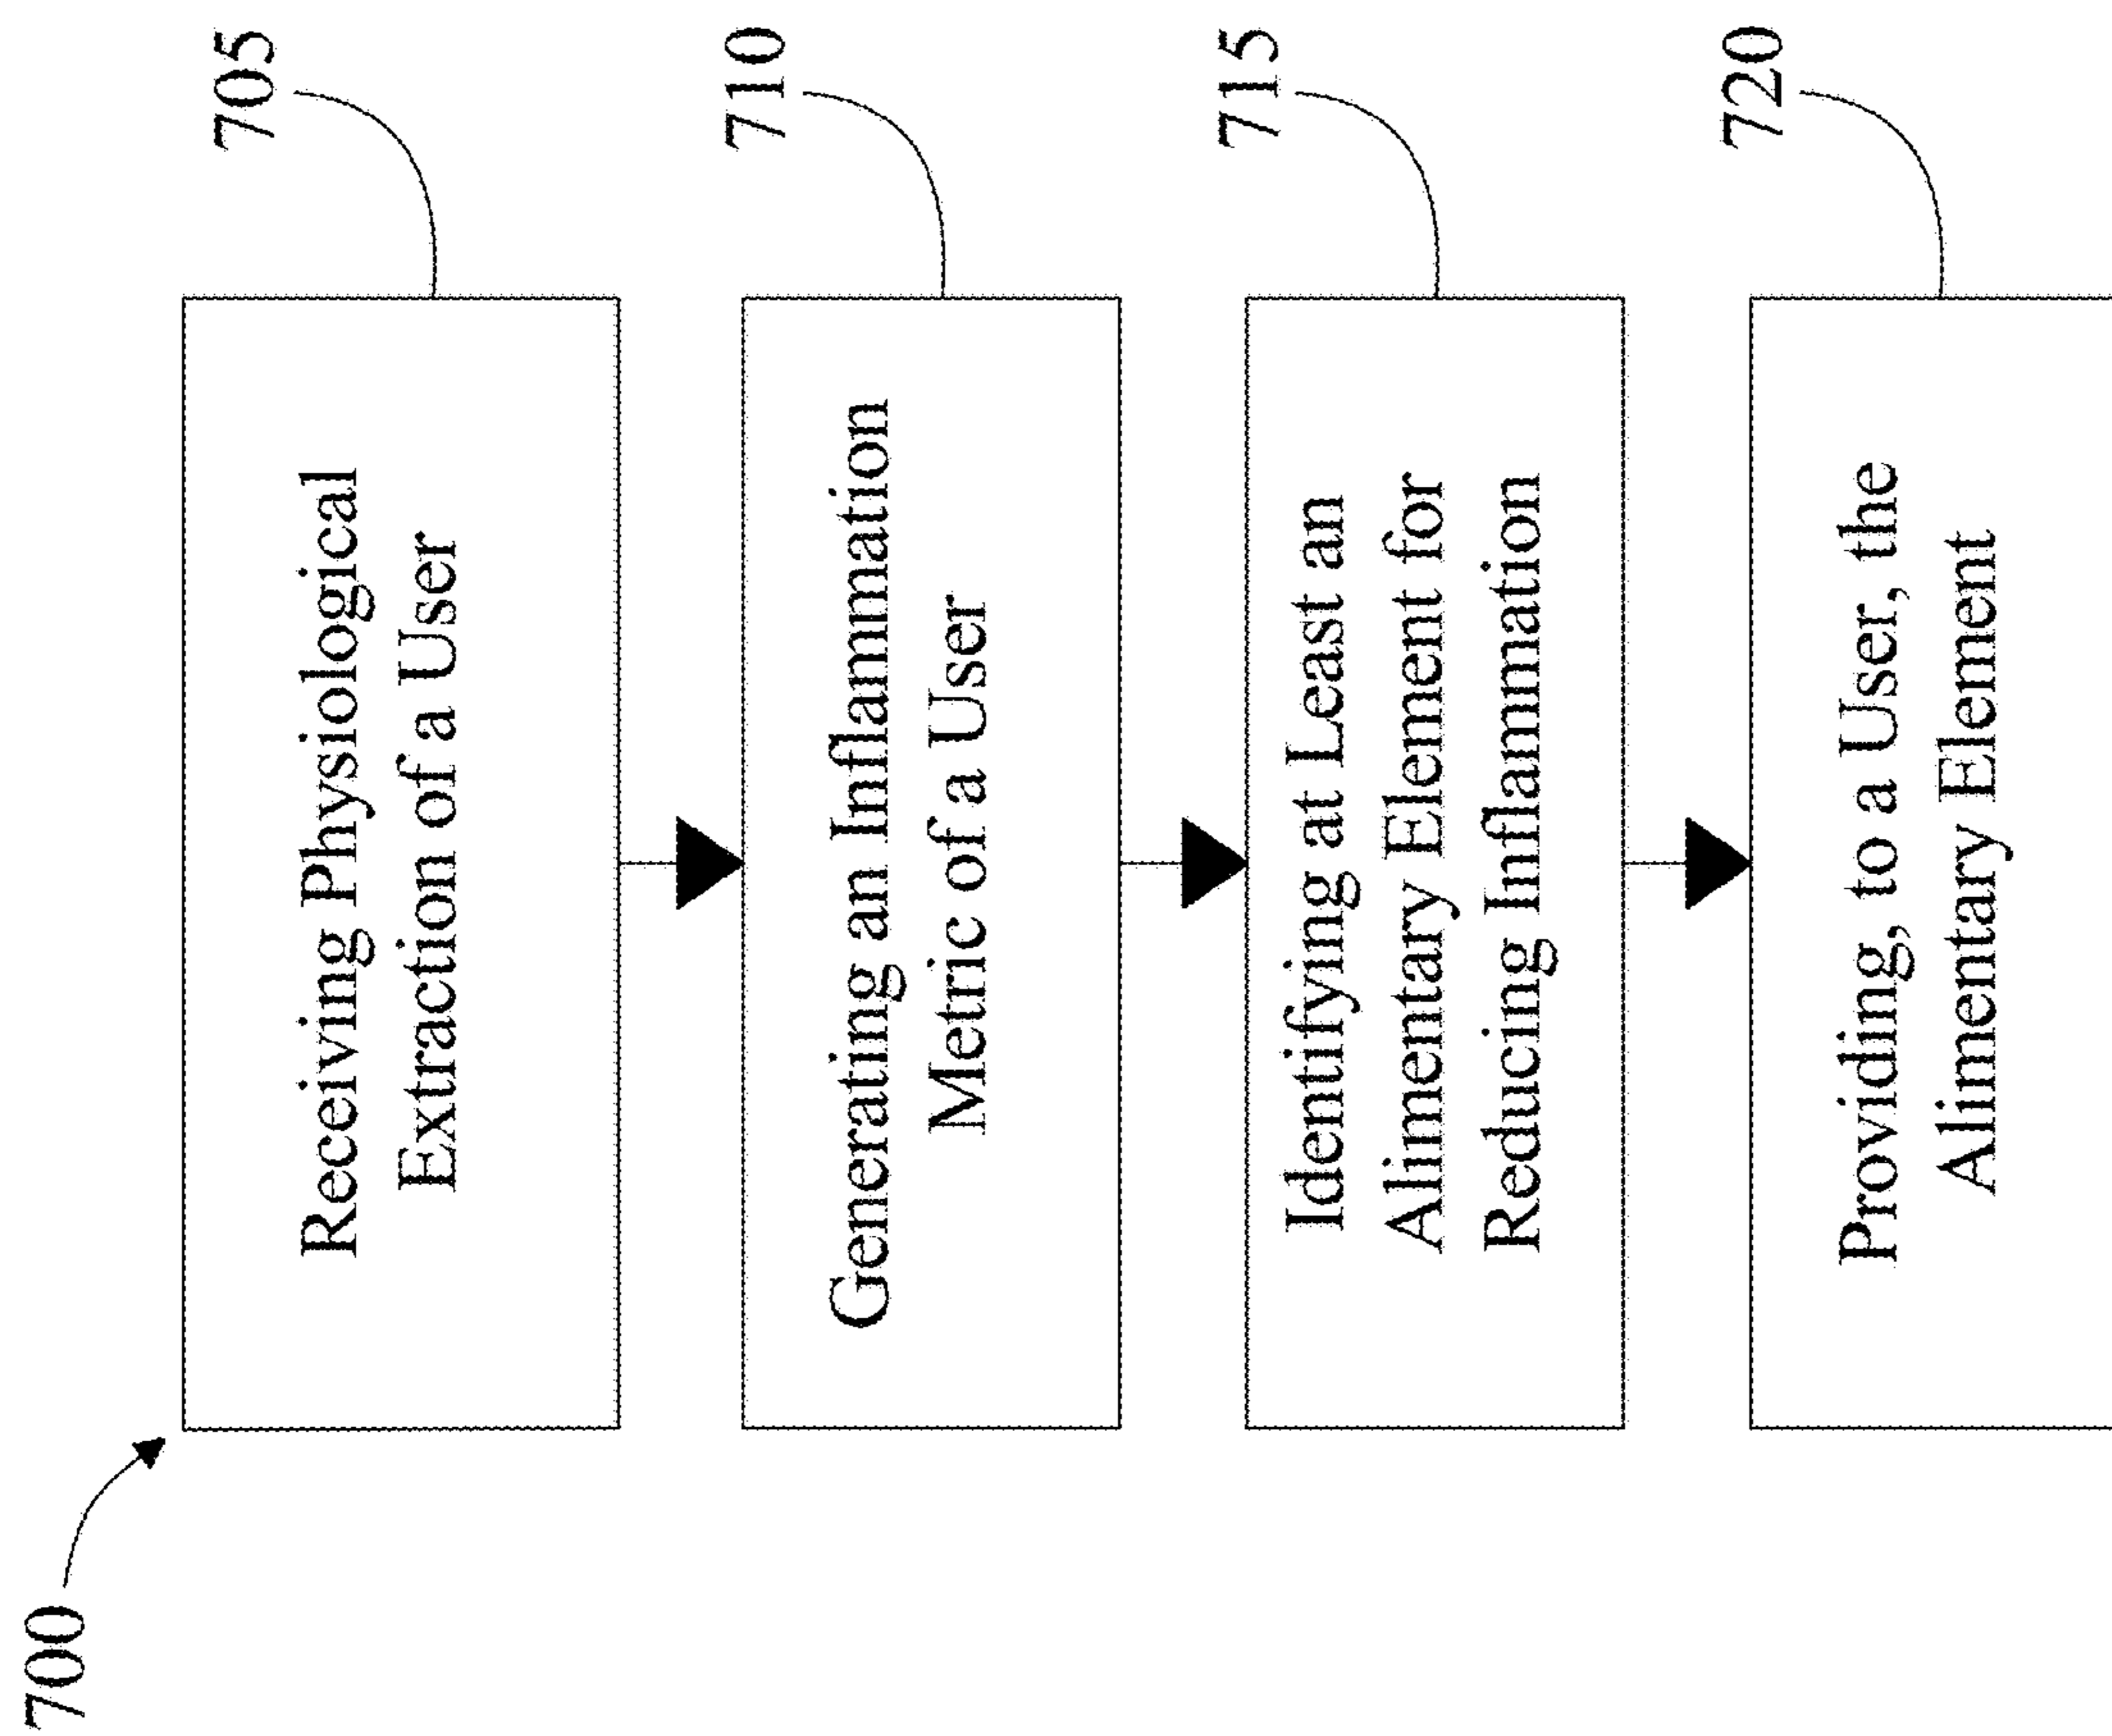 700
705
Receiving Physiological
Extraction of a User
710
Generating an Inflammation
Metric of a User
715
Identifying at Least an
Alimentary Element for
Reducing Inflammation
720
Providing, to a User, the
Alimentary Element